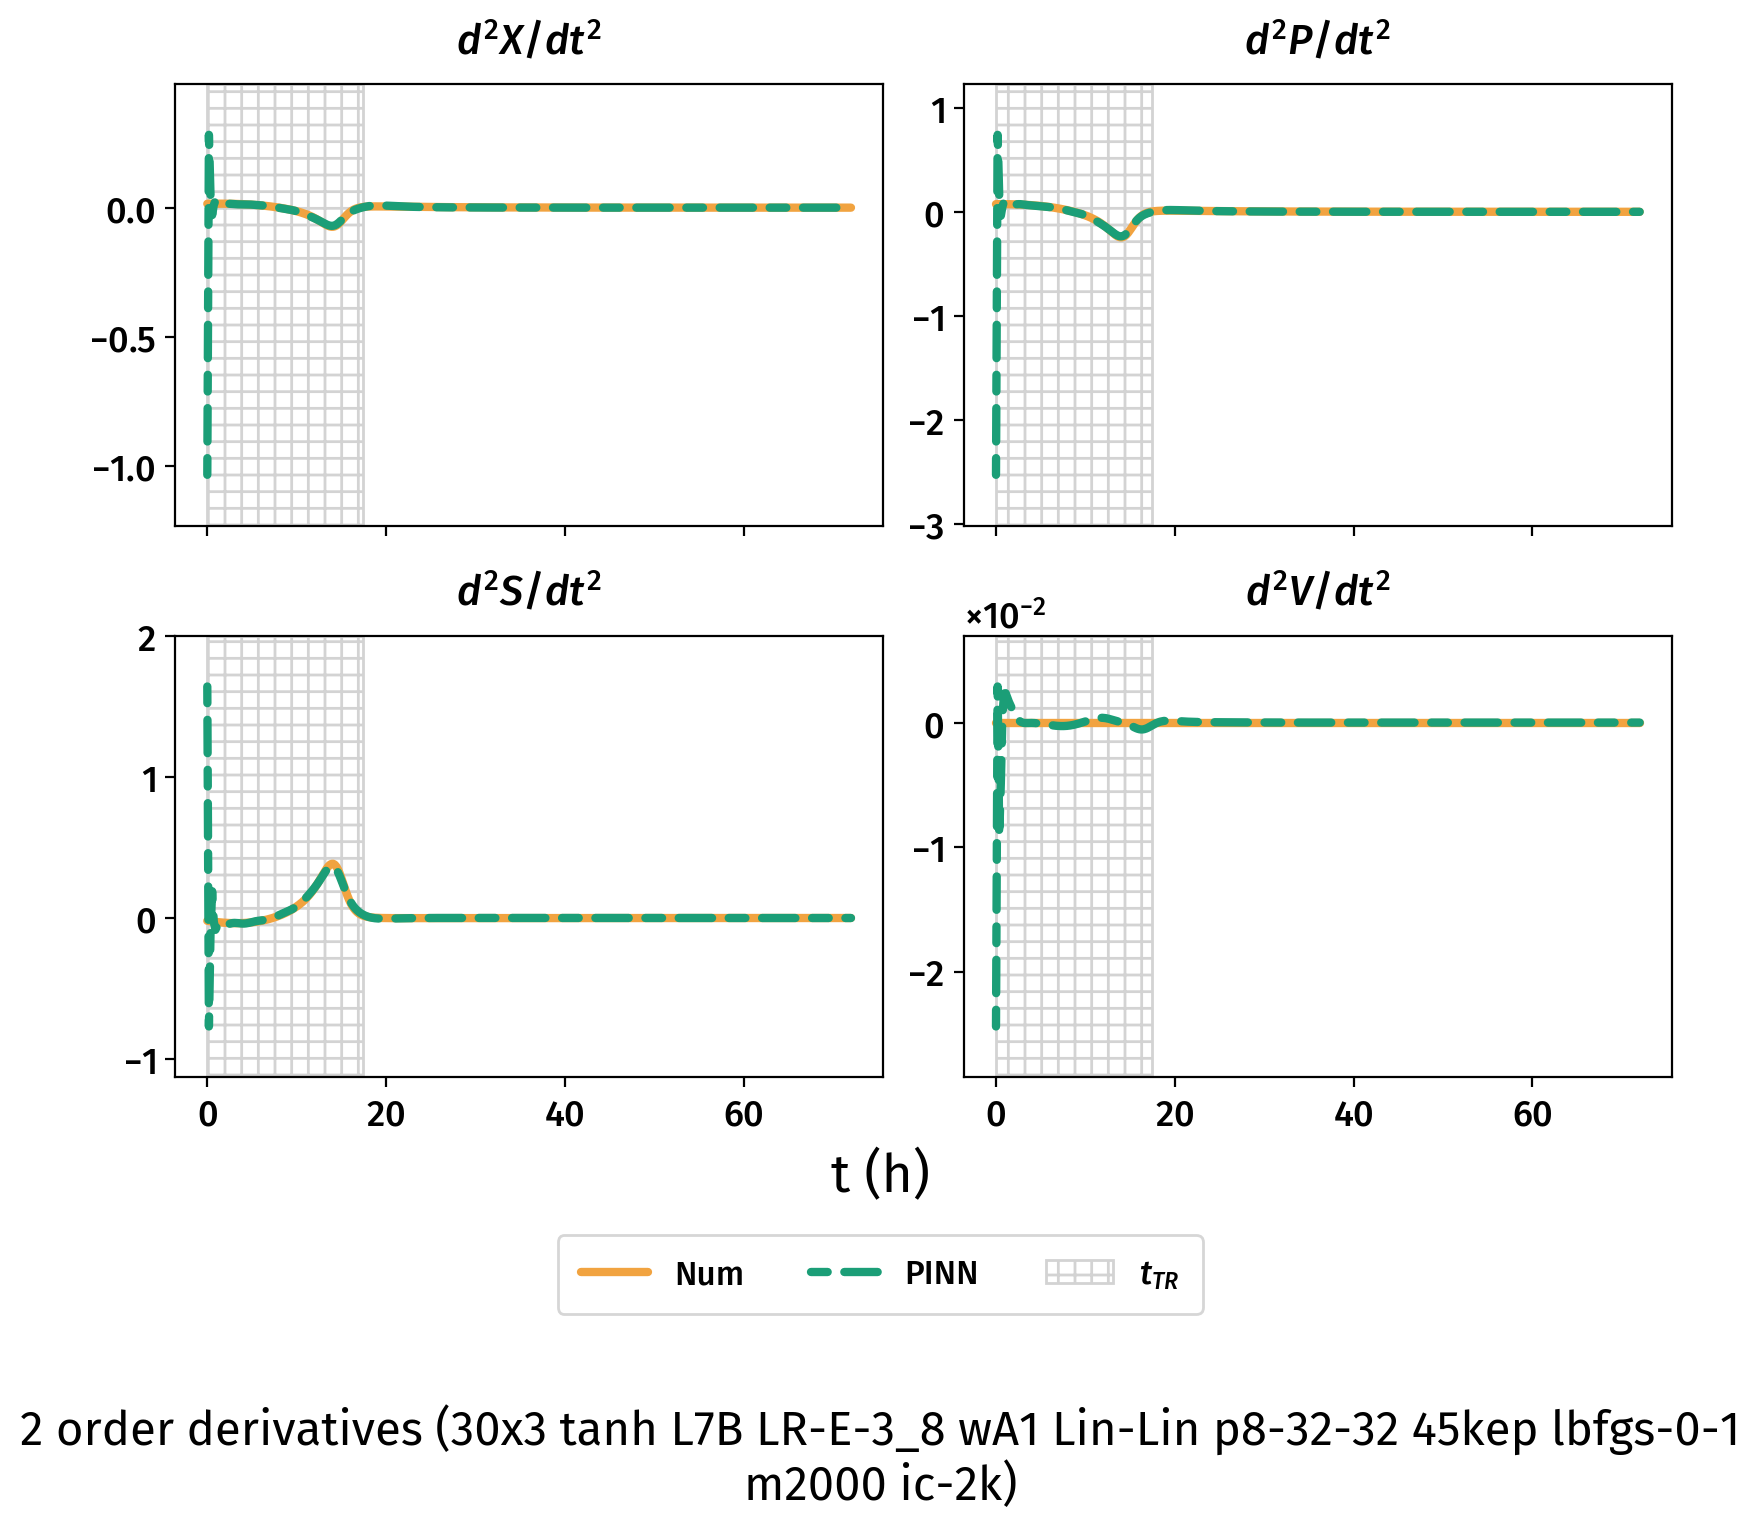 d²X/dt²
d²P/dt²
0.0
−0.5
−1.0
1
0
−1
−2
−3
d²S/dt²
d²V/dt²
×10⁻²
2
1
0
−1
0
−1
−2
0 20 40 60
0 20 40 60
t (h)
Num PINN t_TR
2 order derivatives (30x3 tanh L7B LR-E-3_8 wA1 Lin-Lin p8-32-32 45kep lbfgs-0-1
m2000 ic-2k)